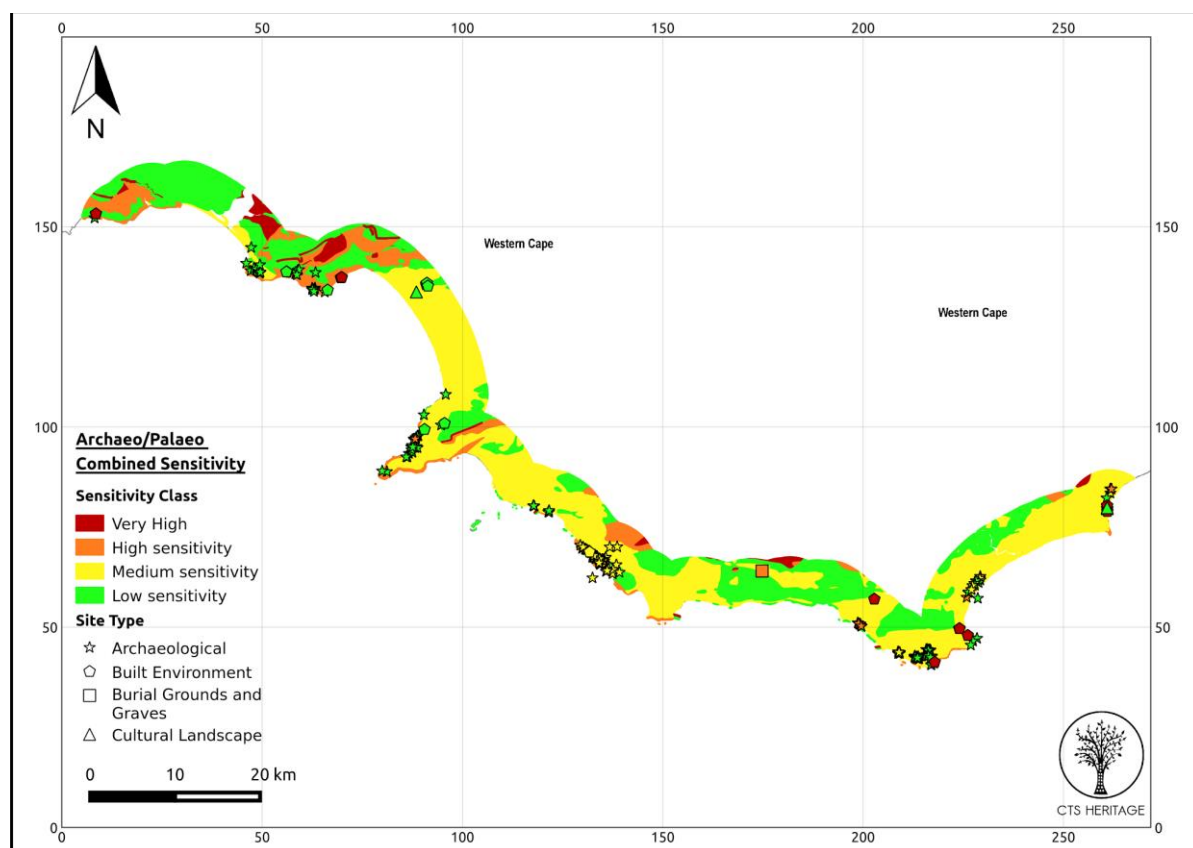 0 50 100 150 200 250
N
150 150
Western Cape
Western Cape
100 100
Archaeo/Palaeo
Combined Sensitivity
Sensitivity Class
Very High
High sensitivity
Medium sensitivity
Low sensitivity
Site Type
Archaeological
Built Environment
Burial Grounds and
Graves
Cultural Landscape
50 50
0 10 20 km
CTS HERITAGE
0 0
0 50 100 150 200 250